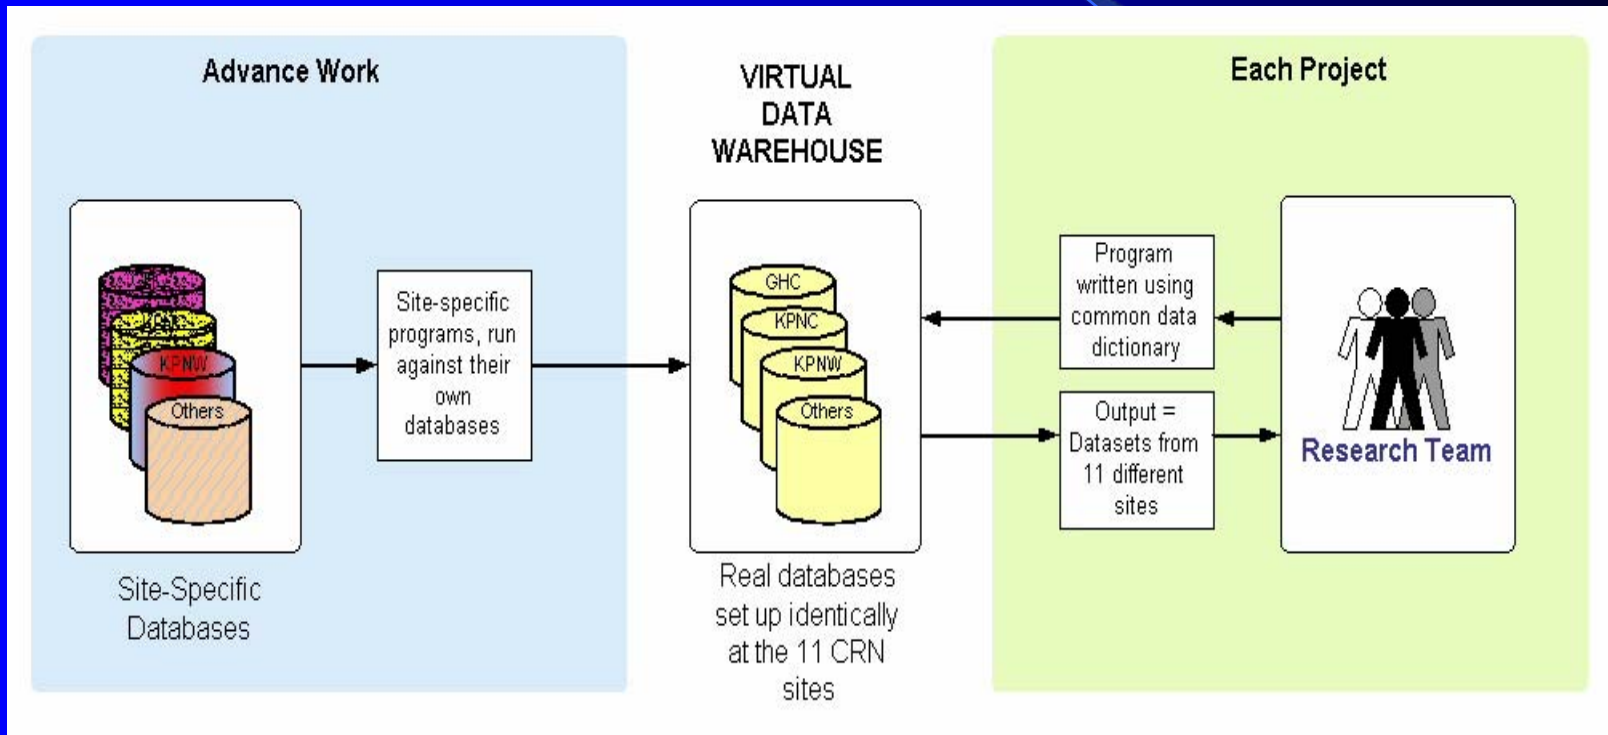 Advance Work
VIRTUAL
DATA
WAREHOUSE
Each Project
KPNW
Others
Site-Specific
Databases
Site-specific
programs, run
against their
own
databases
GHC
KPNC
KPNW
Others
Real databases
set up identically
at the 11 CRN
sites
Program
written using
common data
dictionary
Output =
Datasets from
11 different
sites
Research Team